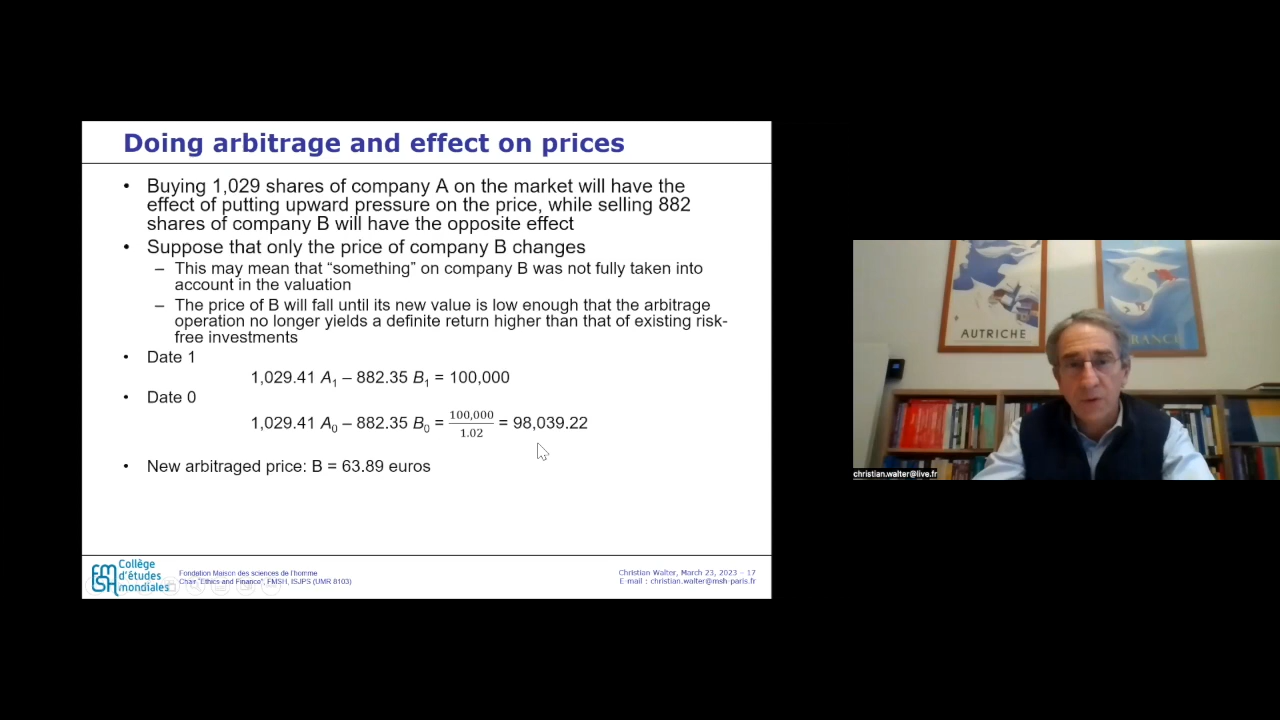 Doing arbitrage and effect on prices
• Buying 1,029 shares of company A on the market will have the
effect of putting upward pressure on the price, while selling 882
shares of company B will have the opposite effect
• Suppose that only the price of company B changes
– This may mean that “something” on company B was not fully taken into
account in the valuation
– The price of B will fall until its new value is low enough that the arbitrage
operation no longer yields a definite return higher than that of existing risk-
free investments
• Date 1
1,029.41 A₁ – 882.35 B₁ = 100,000
• Date 0
1,029.41 A₀ – 882.35 B₀ = 100,000/1.02 = 98,039.22
• New arbitraged price: B = 63.89 euros
FMSH
Collège
d'études
mondiales
Fondation Maison des sciences de l'homme
Chair "Ethics and Finance", FMSH, ISJPS (UMR 8103)
Christian Walter, March 23, 2023 – 17
E-mail : christian.walter@msh-paris.fr
AUTRICHE
RANCE
christian.walter@live.fr